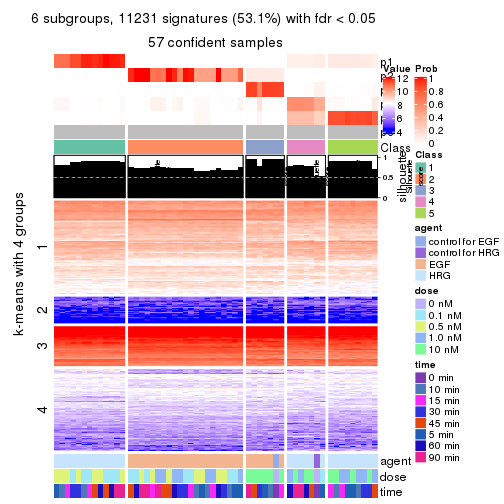 6 subgroups, 11231 signatures (53.1%) with fdr < 0.05
57 confident samples
p1
Value
Prob
12
10
8
6
4
1
0.8
0.6
0.4
0.2
0
Class
silhouette
1
0.5
0
k-means with 4 groups
1
2
3
4
Class
1
2
3
4
5
agent
control for EGF
control for HRG
EGF
HRG
dose
0 nM
0.1 nM
0.5 nM
1.0 nM
10 nM
time
10 min
10 min
15 min
30 min
45 min
5 min
60 min
90 min
agent
dose
time